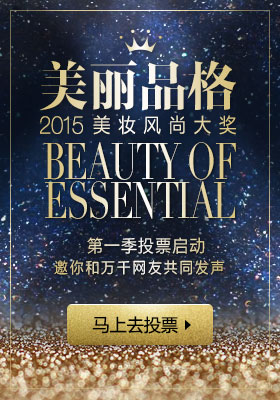 美丽品格
2015 美妆风尚大奖
BEAUTY OF
ESSENTIAL
第一季投票启动
邀你和万千网友共同发声
马上去投票